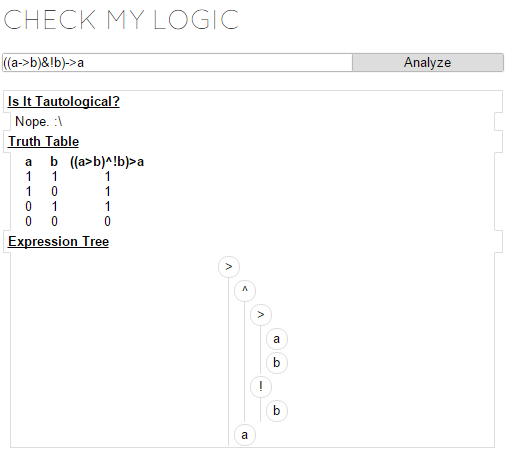 CHECK MY LOGIC
((a->b)&!b)->a Analyze
Is It Tautological?
Nope. :\
Truth Table
a b ((a>b)^!b)>a
1 1 1
1 0 1
0 1 1
0 0 0
Expression Tree
>
^
>
a
b
!
b
a